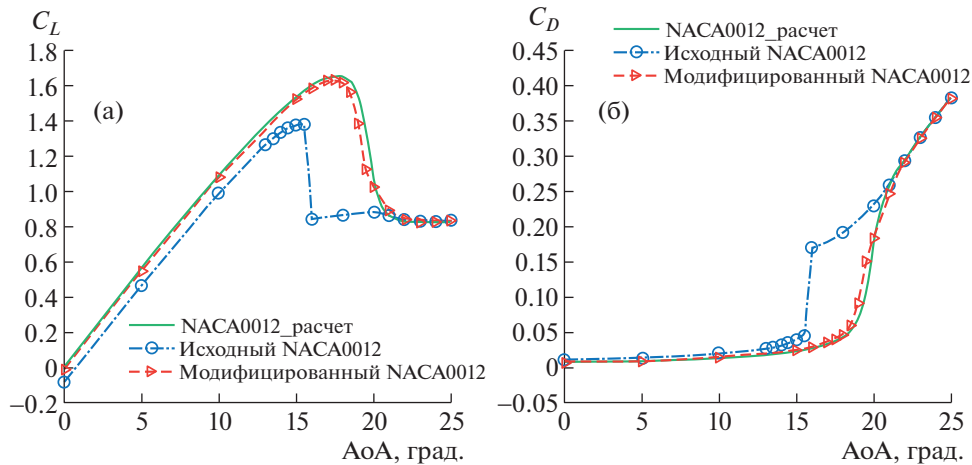 C_L
1.8
1.6
1.4
1.2
1.0
0.8
0.6
0.4
0.2
0
−0.2
(а)
NACA0012_расчет
Исходный NACA0012
Модифицированный NACA0012
0 5 10 15 20 25
AoA, град.
C_D
0.45
0.40
0.35
0.30
0.25
0.20
0.15
0.10
0.05
0
−0.05
NACA0012_расчет
Исходный NACA0012
Модифицированный NACA0012
(б)
0 5 10 15 20 25
AoA, град.